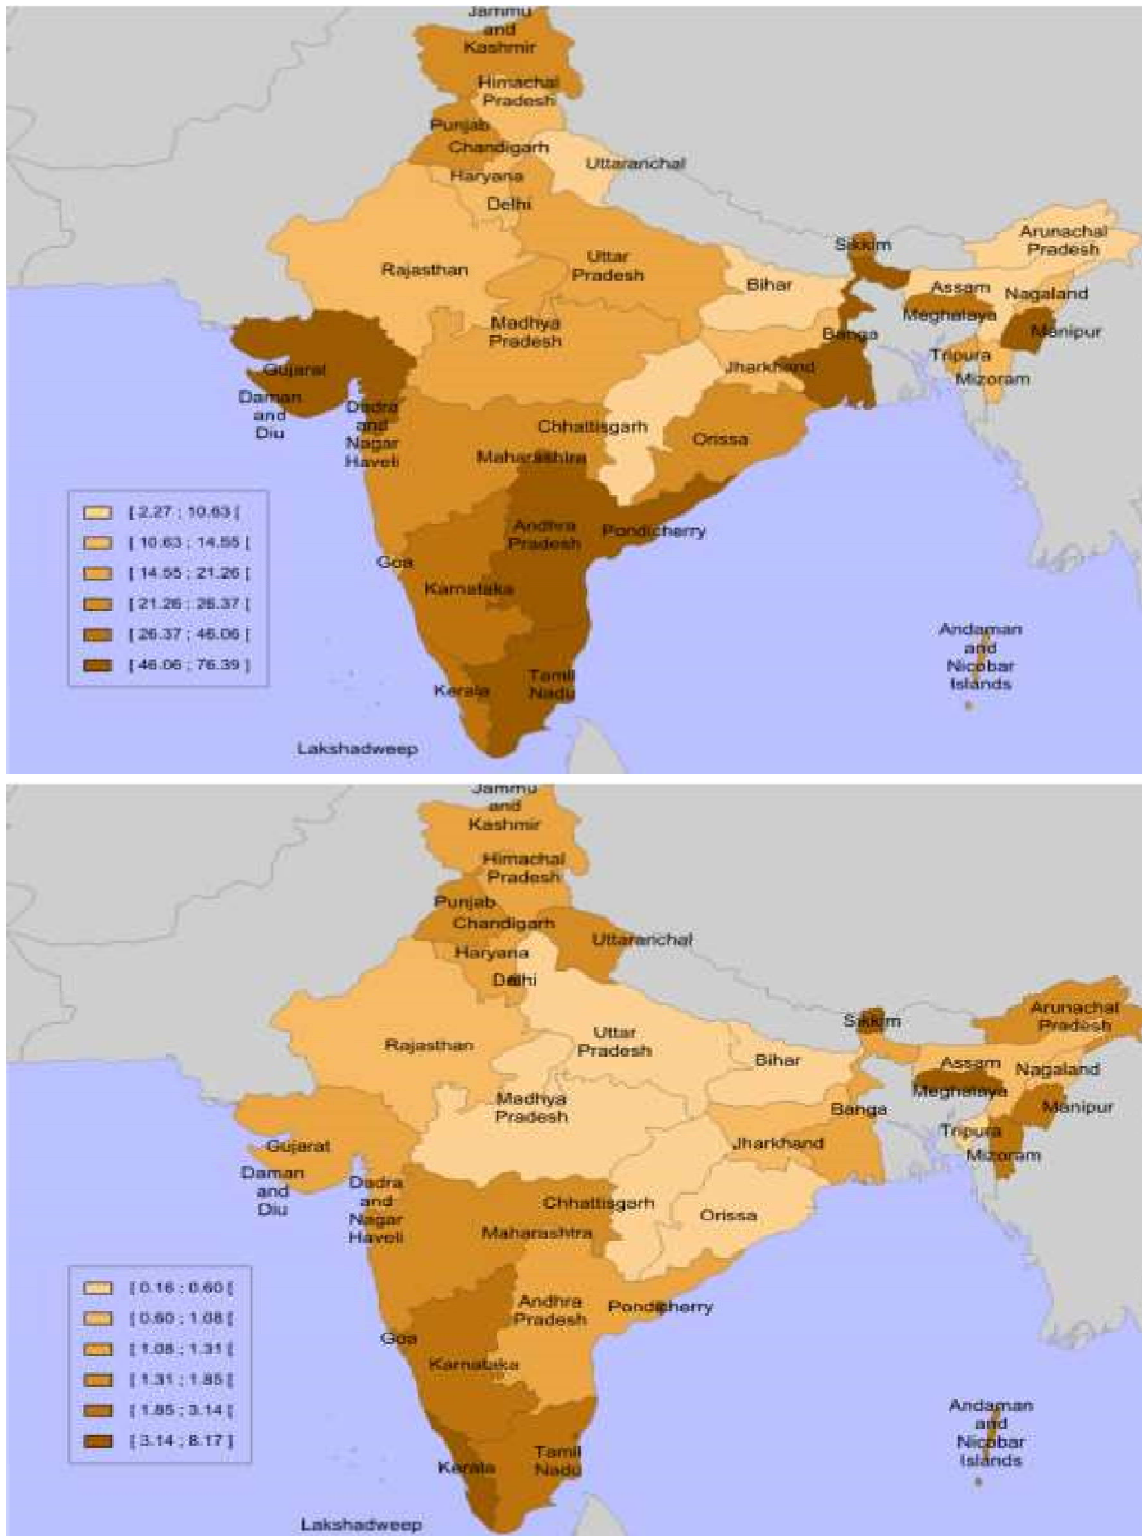 Jammu
and
Kashmir
Himachal
Pradesh
Punjab
Chandigarh
Uttaranchal
Haryana
Delhi
Arunachal
Pradesh
Sikkim
Uttar
Pradesh
Rajasthan
Bihar
Assam
Nagaland
Meghalaya
Madhya
Pradesh
Banga
Manipur
Tripura
Jharkhand
Mizoram
Gujarat
Daman
and
Diu
Dadra
and
Nagar
Haveli
Chhattisgarh
Orissa
Maharashtra
[ 2.27 ; 10.63 [
[ 10.63 ; 14.55 [
[ 14.55 ; 21.26 [
[ 21.26 ; 26.37 [
[ 26.37 ; 46.06 [
[ 46.06 ; 76.39 ]
Andhra
Pradesh
Pondicherry
Goa
Karnataka
Andaman
and
Nicobar
Islands
Kerala
Tamil
Nadu
Lakshadweep
Jammu
and
Kashmir
Himachal
Pradesh
Punjab
Chandigarh
Uttaranchal
Haryana
Delhi
Arunachal
Pradesh
Sikkim
Uttar
Pradesh
Rajasthan
Bihar
Assam
Nagaland
Meghalaya
Madhya
Pradesh
Banga
Manipur
Tripura
Jharkhand
Mizoram
Gujarat
Daman
and
Diu
Dadra
and
Nagar
Haveli
Chhattisgarh
Orissa
Maharashtra
[ 0.16 ; 0.60 [
[ 0.60 ; 1.08 [
[ 1.08 ; 1.31 [
[ 1.31 ; 1.85 [
[ 1.85 ; 3.14 [
[ 3.14 ; 8.17 ]
Andhra
Pradesh
Pondicherry
Goa
Karnataka
Andaman
and
Nicobar
Islands
Kerala
Tamil
Nadu
Lakshadweep